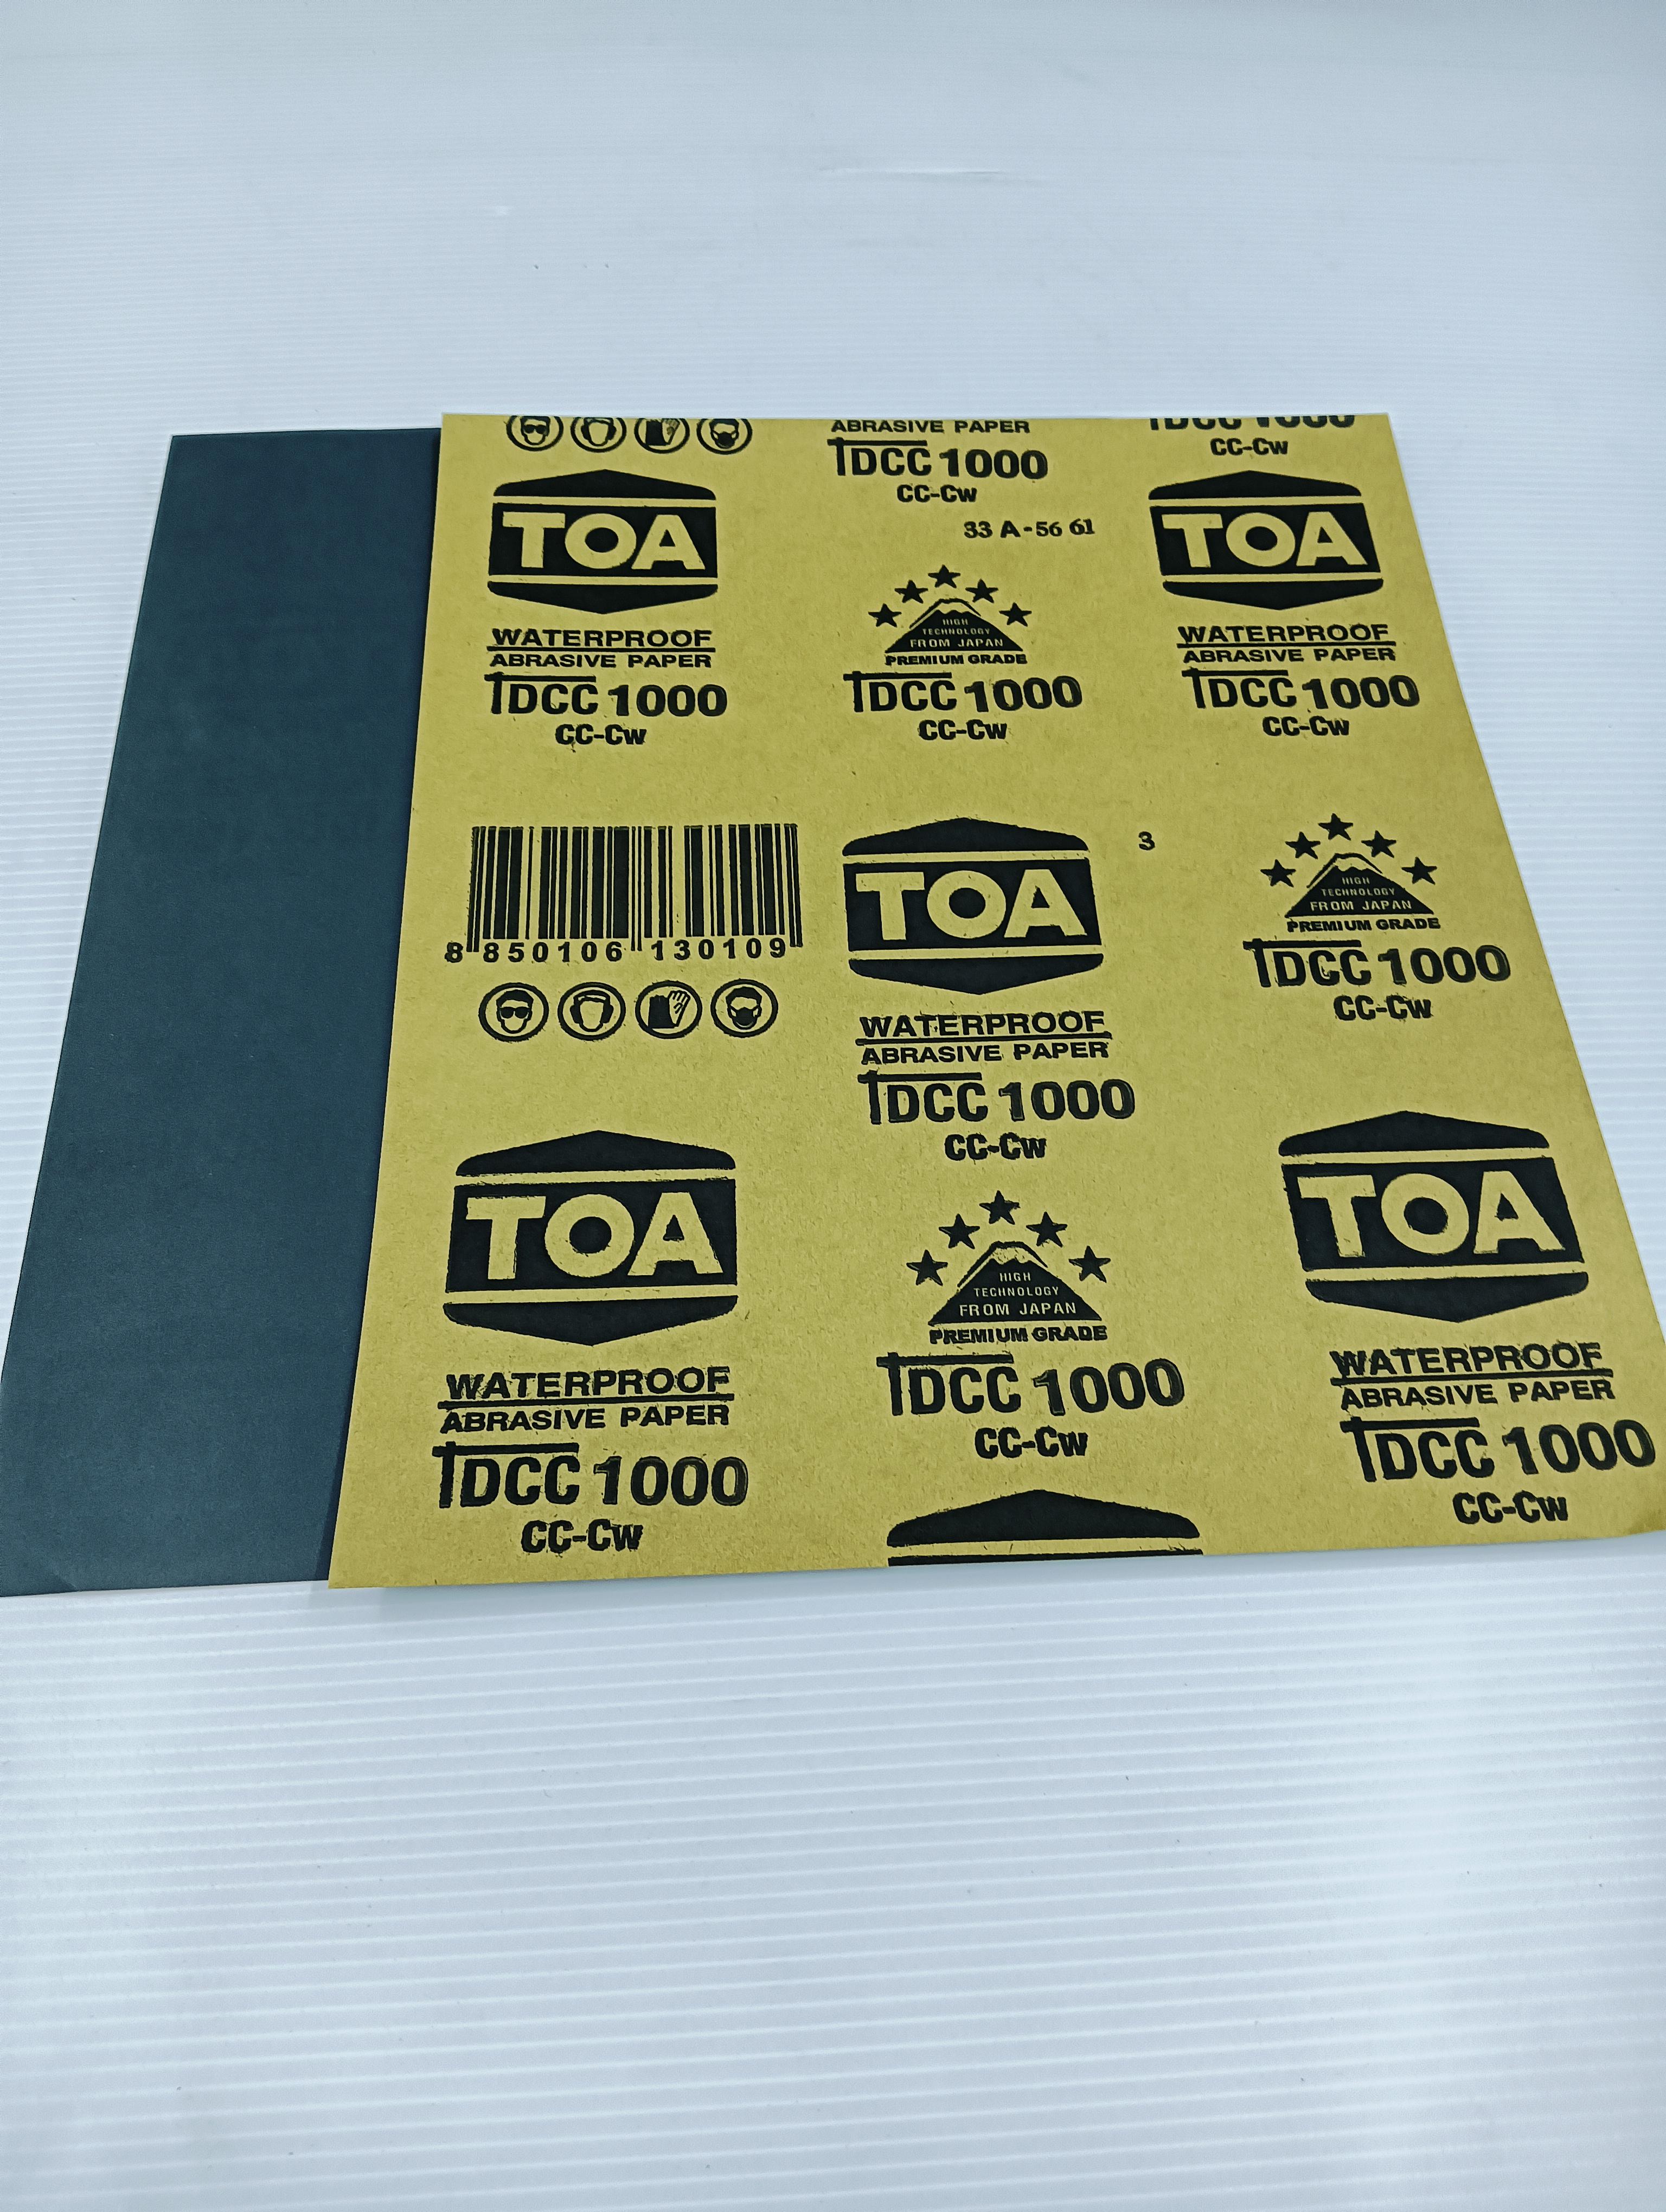 ABRASIVE PAPER
TDCC 1000
CC-Cw
33 A-56 61
CC-Cw
TOA
WATERPROOF
ABRASIVE PAPER
TDCC 1000
CC-Cw
HIGH
TECHNOLOGY
FROM JAPAN
PREMIUM GRADE
TDCC 1000
CC-Cw
TOA
WATERPROOF
ABRASIVE PAPER
TDCC 1000
CC-Cw
8 850106 130109
TOA
WATERPROOF
ABRASIVE PAPER
TDCC 1000
CC-Cw
3
HIGH
TECHNOLOGY
FROM JAPAN
PREMIUM GRADE
TDCC 1000
CC-Cw
TOA
WATERPROOF
ABRASIVE PAPER
TDCC 1000
CC-Cw
HIGH
TECHNOLOGY
FROM JAPAN
PREMIUM GRADE
TDCC 1000
CC-Cw
TOA
WATERPROOF
ABRASIVE PAPER
TDCC 1000
CC-Cw